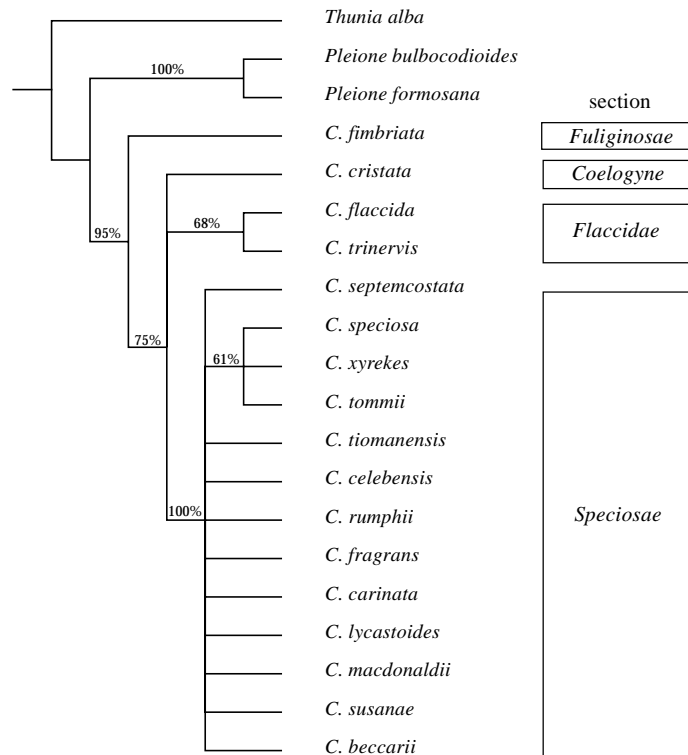 Thunia alba
Pleione bulbocodioides
100%
Pleione formosana
section
C. fimbriata
Fuliginosae
C. cristata
Coelogyne
C. flaccida
68%
Flaccidae
95%
C. trinervis
C. septemcostata
C. speciosa
75%
61%
C. xyrekes
C. tommii
C. tiomanensis
C. celebensis
100%
C. rumphii
Speciosae
C. fragrans
C. carinata
C. lycastoides
C. macdonaldii
C. susanae
C. beccarii